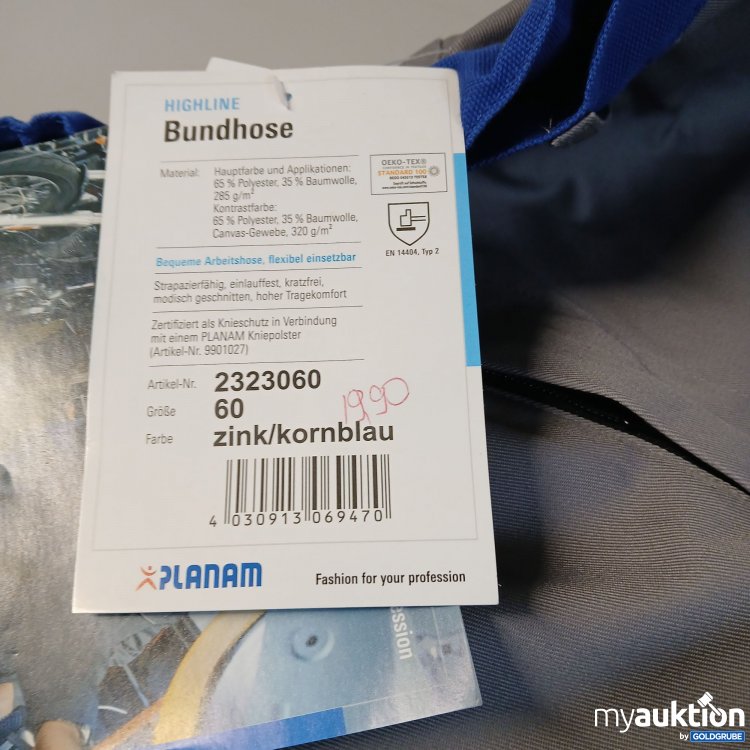 HIGHLINE
Bundhose
Material: Hauptfarbe und Applikationen:
65 % Polyester, 35 % Baumwolle,
285 g/m²
Kontrastfarbe:
65 % Polyester, 35 % Baumwolle,
Canvas-Gewebe, 320 g/m²
OEKO-TEX®
STANDARD 100
EN 14404, Typ 2
Bequeme Arbeitshose, flexibel einsetzbar
Strapazierfähig, einlauffest, kratzfrei,
modisch geschnitten, hoher Tragekomfort
Zertifiziert als Knieschutz in Verbindung
mit einem PLANAM Kniepolster
(Artikel-Nr. 9901027)
Artikel-Nr. 2323060
Größe 60
19,90
Farbe zink/kornblau
4 030913 069470
PLANAM
Fashion for your profession
ession
myauktion
by GOLDGRUBE